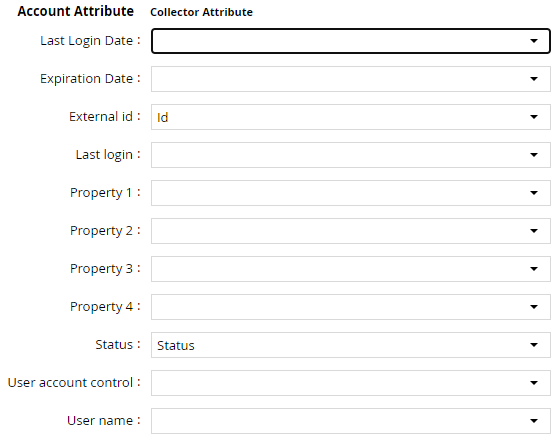 Account Attribute Collector Attribute
Last Login Date :
Expiration Date :
External id : Id
Last login :
Property 1 :
Property 2 :
Property 3 :
Property 4 :
Status : Status
User account control :
User name :